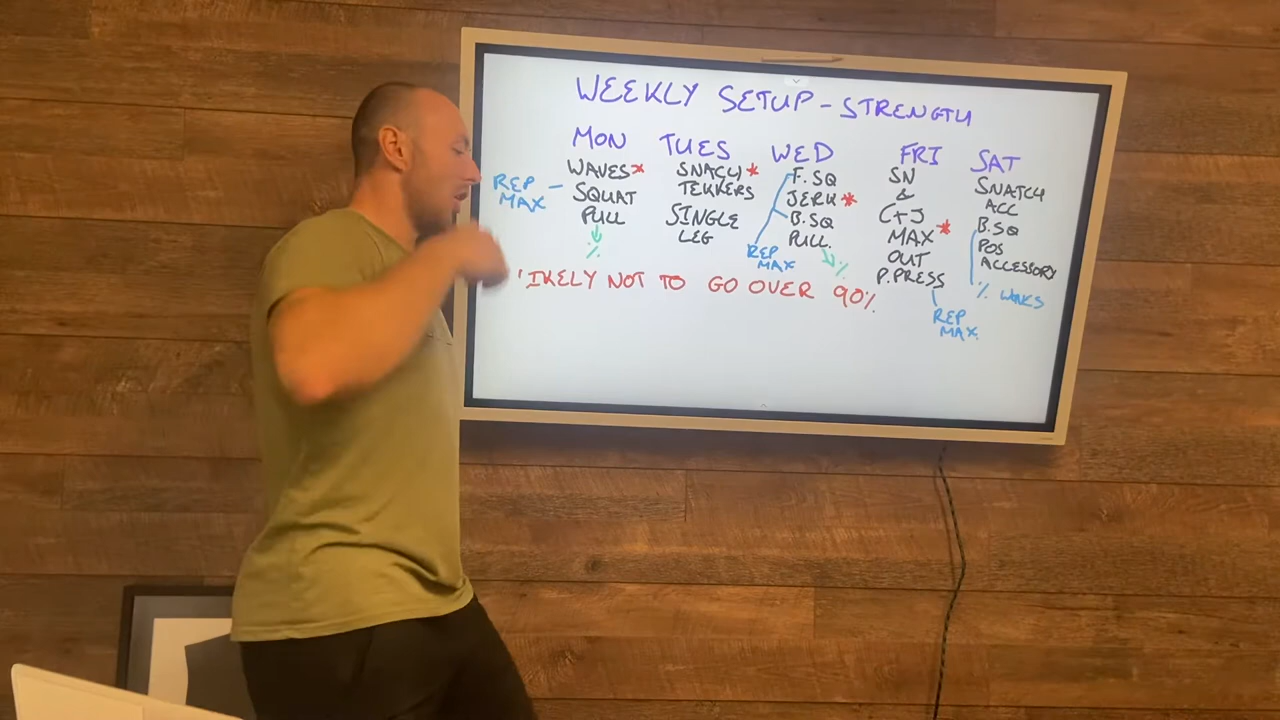 WEEKLY SETUP - STRENGTH
MON
WAVES*
SQUAT
PULL
%
REP
MAX
TUES
SNATCH *
TEKKERS
SINGLE
LEG
WED
F. SQ
JERK *
B. SQ
PULL.
%
REP
MAX
FRI
SN
&
C+J
MAX *
OUT
P. PRESS
REP
MAX.
SAT
SNATCH
ACC
B. SQ
POS
ACCESSORY
%
'IKELY NOT TO GO OVER 90%